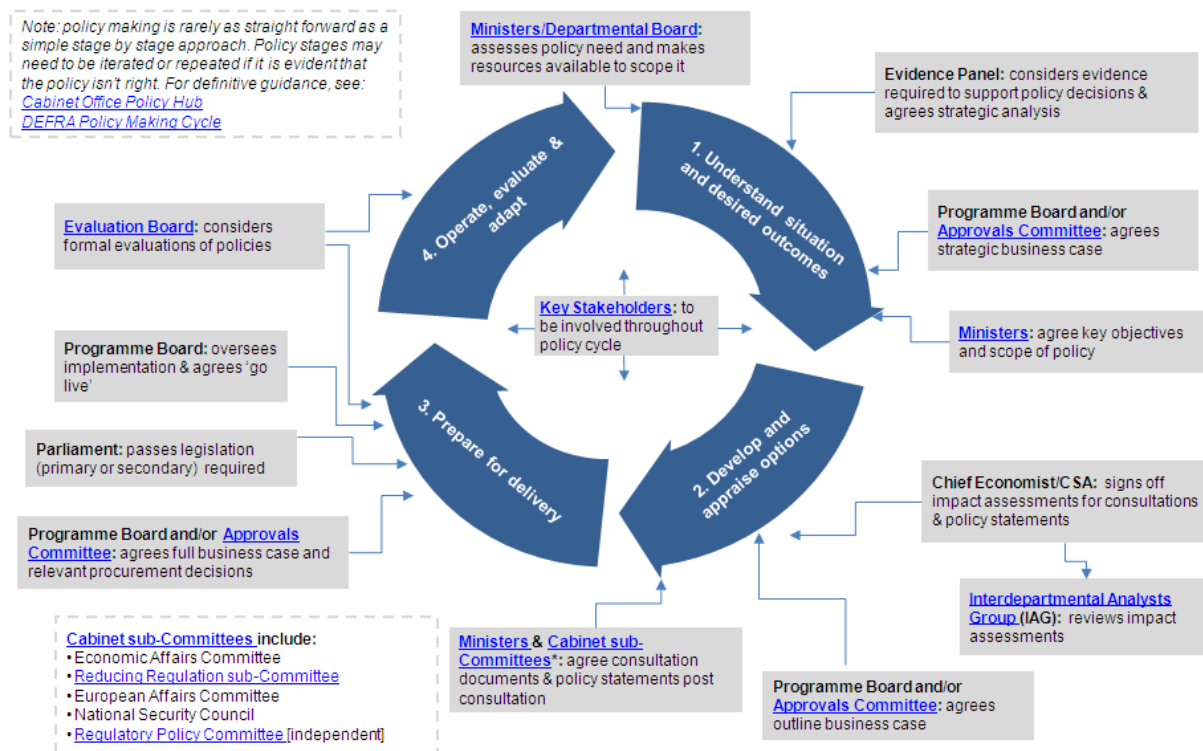 Note: policy making is rarely as straight forward as a
simple stage by stage approach. Policy stages may
need to be iterated or repeated if it is evident that
the policy isn't right. For definitive guidance, see:
Cabinet Office Policy Hub
DEFRA Policy Making Cycle
Ministers/Departmental Board:
assesses policy need and makes
resources available to scope it
Evidence Panel: considers evidence
required to support policy decisions &
agrees strategic analysis
1. Understand situation
and desired outcomes
4. Operate, evaluate &
adapt
Evaluation Board: considers
formal evaluations of policies
Programme Board and/or
Approvals Committee: agrees
strategic business case
Key Stakeholders: to
be involved throughout
policy cycle
Ministers: agree key objectives
and scope of policy
Programme Board: oversees
implementation & agrees 'go
live'
3. Prepare for delivery
2. Develop and
appraise options
Parliament: passes legislation
(primary or secondary) required
Chief Economist/CSA: signs off
impact assessments for consultations
& policy statements
Programme Board and/or Approvals
Committee: agrees full business case and
relevant procurement decisions
Interdepartmental Analysts
Group (IAG): reviews impact
assessments
Cabinet sub-Committees include:
• Economic Affairs Committee
• Reducing Regulation sub-Committee
• European Affairs Committee
• National Security Council
• Regulatory Policy Committee [independent]
Ministers & Cabinet sub-
Committees*: agree consultation
documents & policy statements post
consultation
Programme Board and/or
Approvals Committee: agrees
outline business case